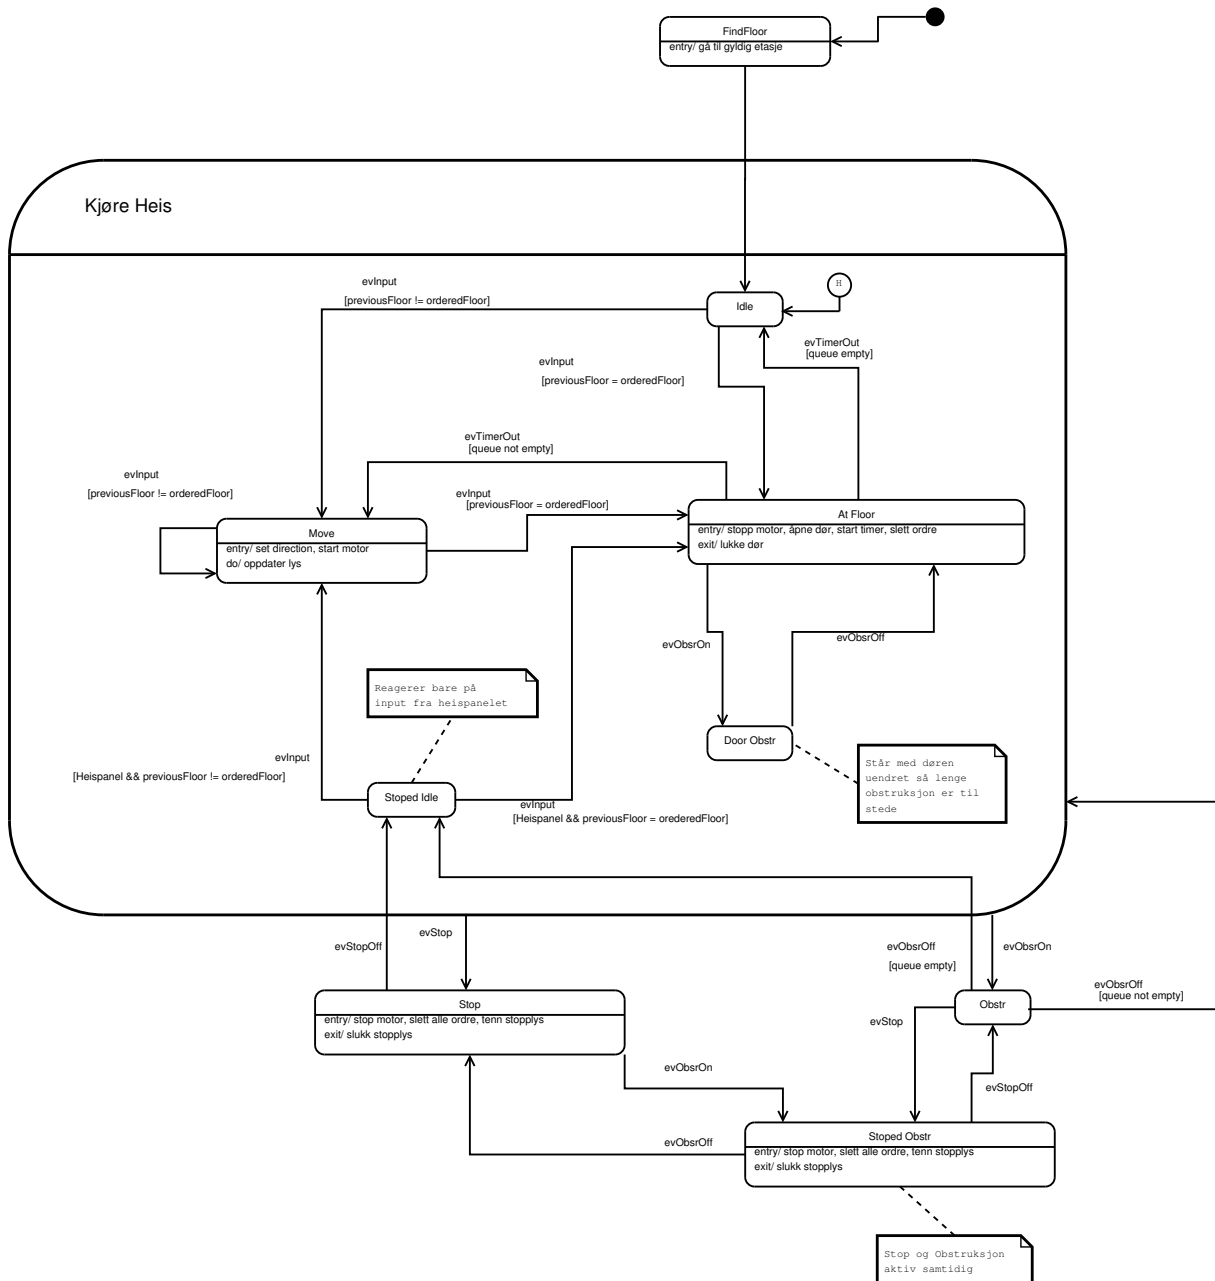 FindFloor
entry/ gå til gyldig etasje
Kjøre Heis
evInput
[previousFloor != orderedFloor]
H
Idle
evTimerOut
[queue empty]
evInput
[previousFloor = orderedFloor]
evTimerOut
[queue not empty]
evInput
[previousFloor != orderedFloor]
evInput
[previousFloor = orderedFloor]
At Floor
entry/ stopp motor, åpne dør, start timer, slett ordre
exit/ lukke dør
Move
entry/ set direction, start motor
do/ oppdater lys
evObsrOn
evObsrOff
Reagerer bare på
input fra heispanelet
Door Obstr
Står med døren
uendret så lenge
obstruksjon er til
stede
evInput
[Heispanel && previousFloor != orderedFloor]
Stoped Idle
evInput
[Heispanel && previousFloor = orederedFloor]
evStopOff
evStop
evObsrOff
[queue empty]
evObsrOn
evObsrOff
[queue not empty]
Stop
entry/ stop motor, slett alle ordre, tenn stopplys
exit/ slukk stopplys
Obstr
evStop
evObsrOn
evStopOff
evObsrOff
Stoped Obstr
entry/ stop motor, slett alle ordre, tenn stopplys
exit/ slukk stopplys
Stop og Obstruksjon
aktiv samtidig